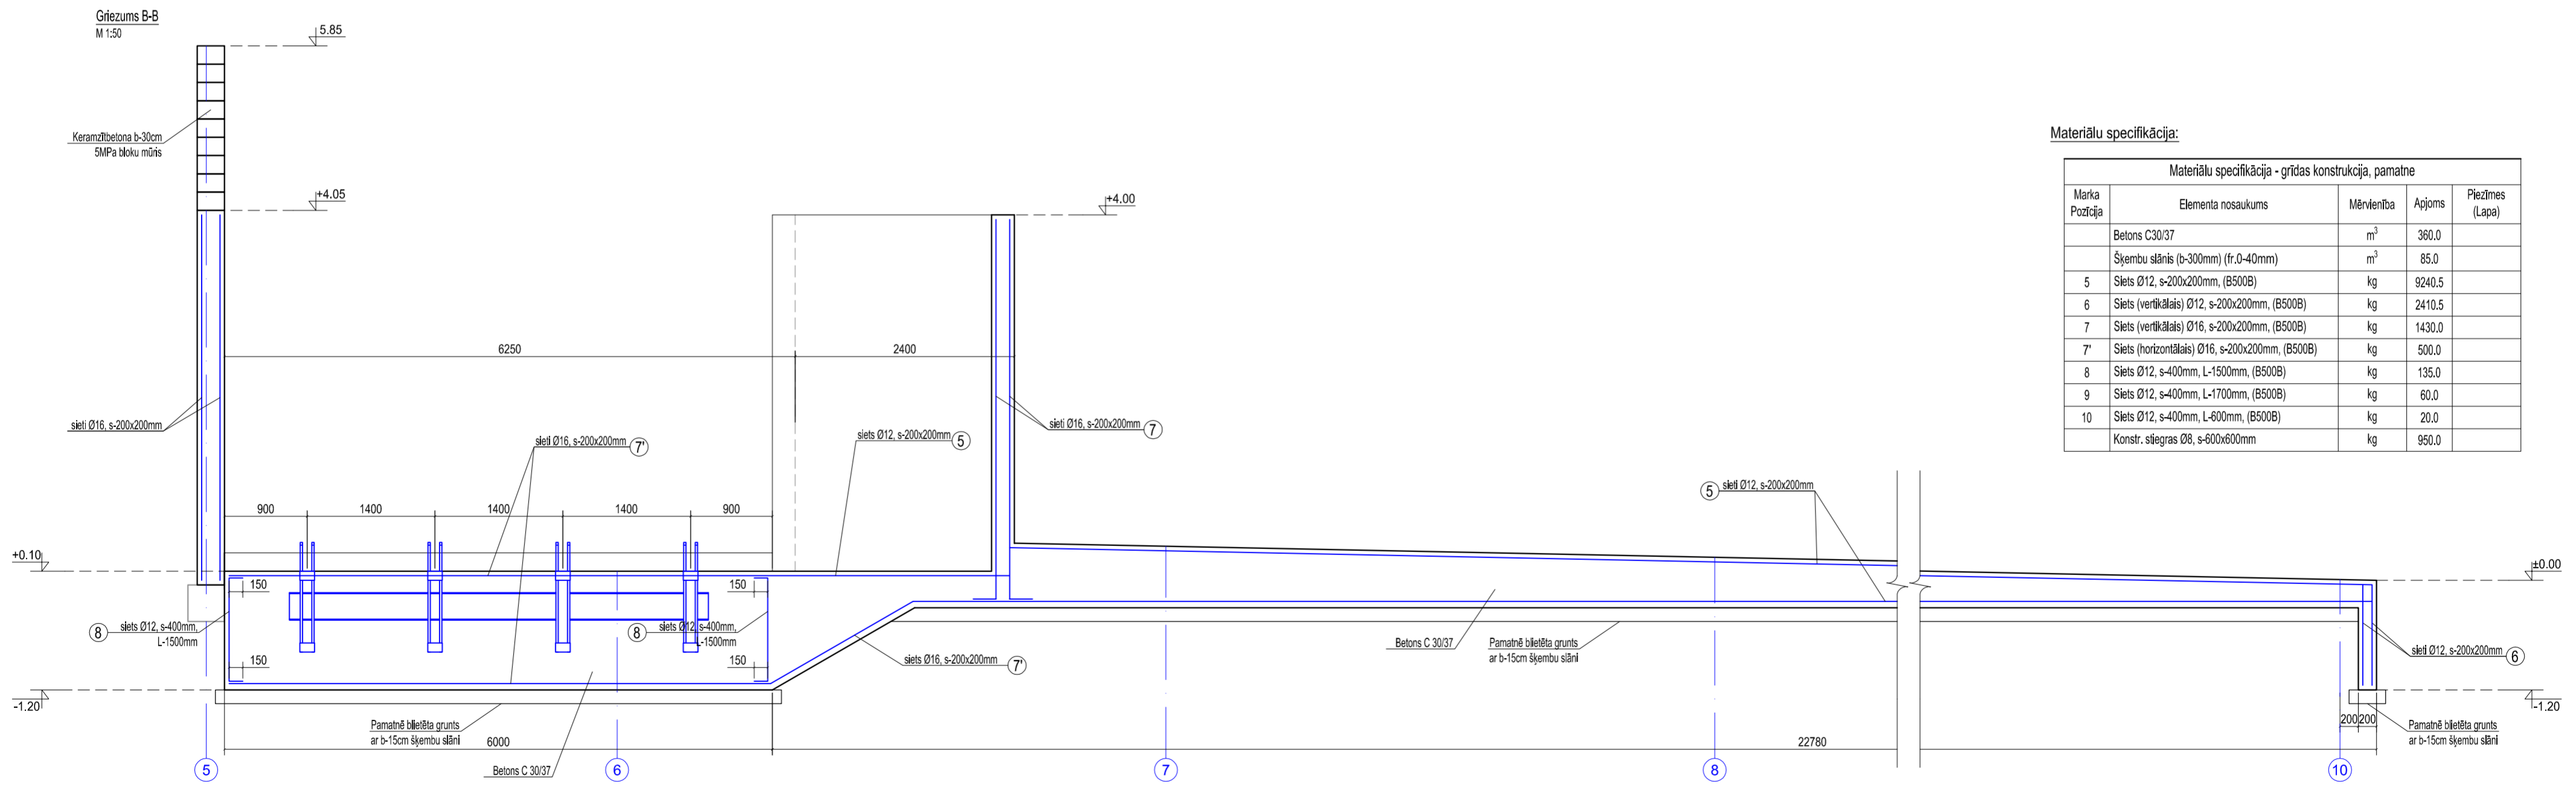 Griezums B-B
M 1:50
5.85
Keramzītbetona b-30cm
5MPa bloku mūris
+4.05
+4.00
6250
2400
sieti Ø16, s-200x200mm
sieti Ø16, s-200x200mm 7'
siets Ø12, s-200x200mm 5
sieti Ø16, s-200x200mm 7
5 sieti Ø12, s-200x200mm
900
1400
1400
1400
900
+0.10
±0.00
150
150
8 siets Ø12, s-400mm,
L-1500mm
8 siets Ø12, s-400mm,
L-1500mm
150
150
siets Ø16, s-200x200mm 7'
Betons C 30/37
Pamatnē blietēta grunts
ar b-15cm šķembu slāni
sieti Ø12, s-200x200mm 6
-1.20
-1.20
Pamatnē blietēta grunts
ar b-15cm šķembu slāni
200
200
Pamatnē blietēta grunts
ar b-15cm šķembu slāni
6000
22780
Betons C 30/37
5
6
7
8
10
Materiālu specifikācija:
Materiālu specifikācija - grīdas konstrukcija, pamatne
Marka Pozīcija
Elementa nosaukums
Mērvienība
Apjoms
Piezīmes (Lapa)
Betons C30/37 m³ 360.0
Šķembu slānis (b-300mm) (fr.0-40mm) m³ 85.0
5 Siets Ø12, s-200x200mm, (B500B) kg 9240.5
6 Siets (vertikālais) Ø12, s-200x200mm, (B500B) kg 2410.5
7 Siets (vertikālais) Ø16, s-200x200mm, (B500B) kg 1430.0
7' Siets (horizontālais) Ø16, s-200x200mm, (B500B) kg 500.0
8 Siets Ø12, s-400mm, L-1500mm, (B500B) kg 135.0
9 Siets Ø12, s-400mm, L-1700mm, (B500B) kg 60.0
10 Siets Ø12, s-400mm, L-600mm, (B500B) kg 20.0
Konstr. stiegras Ø8, s-600x600mm kg 950.0